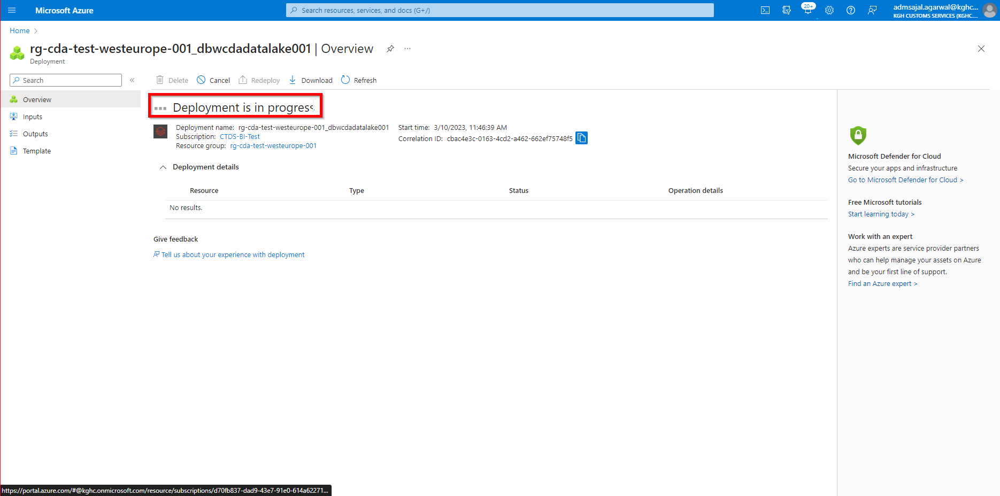 Microsoft Azure
Search resources, services, and docs (G+/)
20+
admsajal.agarwal@kghc...
KGH CUSTOMS SERVICES (KGHC....
Home >
rg-cda-test-westeurope-001_dbwcdadatalake001 | Overview
...
Deployment
Search
«
Delete
Cancel
Redeploy
Download
Refresh
Overview
Inputs
Outputs
Template
Deployment is in progress
Deployment name: rg-cda-test-westeurope-001_dbwcdadatalake001
Subscription: CTDS-BI-Test
Resource group: rg-cda-test-westeurope-001
Start time: 3/10/2023, 11:46:39 AM
Correlation ID: cbac4e3c-0163-4cd2-a462-662ef75748f5
Deployment details
Resource Type Status Operation details
No results.
Give feedback
Tell us about your experience with deployment
Microsoft Defender for Cloud
Secure your apps and infrastructure
Go to Microsoft Defender for Cloud >
Free Microsoft tutorials
Start learning today >
Work with an expert
Azure experts are service provider partners
who can help manage your assets on Azure
and be your first line of support.
Find an Azure expert >
https://portal.azure.com/#@kghc.onmicrosoft.com/resource/subscriptions/d70fb837-dad9-43e7-91e0-614a62271...